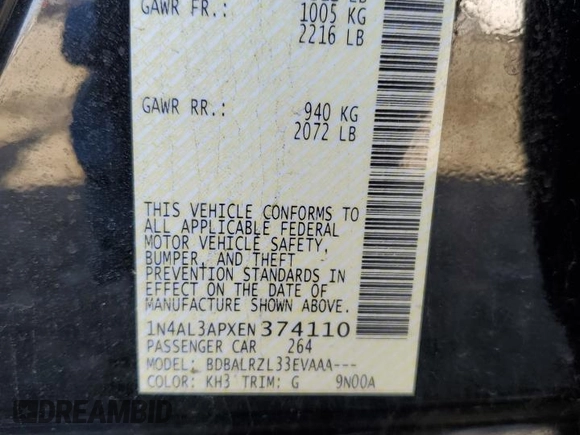 GAWR FR.: 1005 KG
2216 LB
GAWR RR.: 940 KG
2072 LB
THIS VEHICLE CONFORMS TO
ALL APPLICABLE FEDERAL
MOTOR VEHICLE SAFETY,
BUMPER, AND THEFT
PREVENTION STANDARDS IN
EFFECT ON THE DATE OF
MANUFACTURE SHOWN ABOVE.
1N4AL3APXEN374110
PASSENGER CAR 264
MODEL: BDBALRZL33EVAAA---
COLOR: KH3 TRIM: G 9N00A
DREAMBID